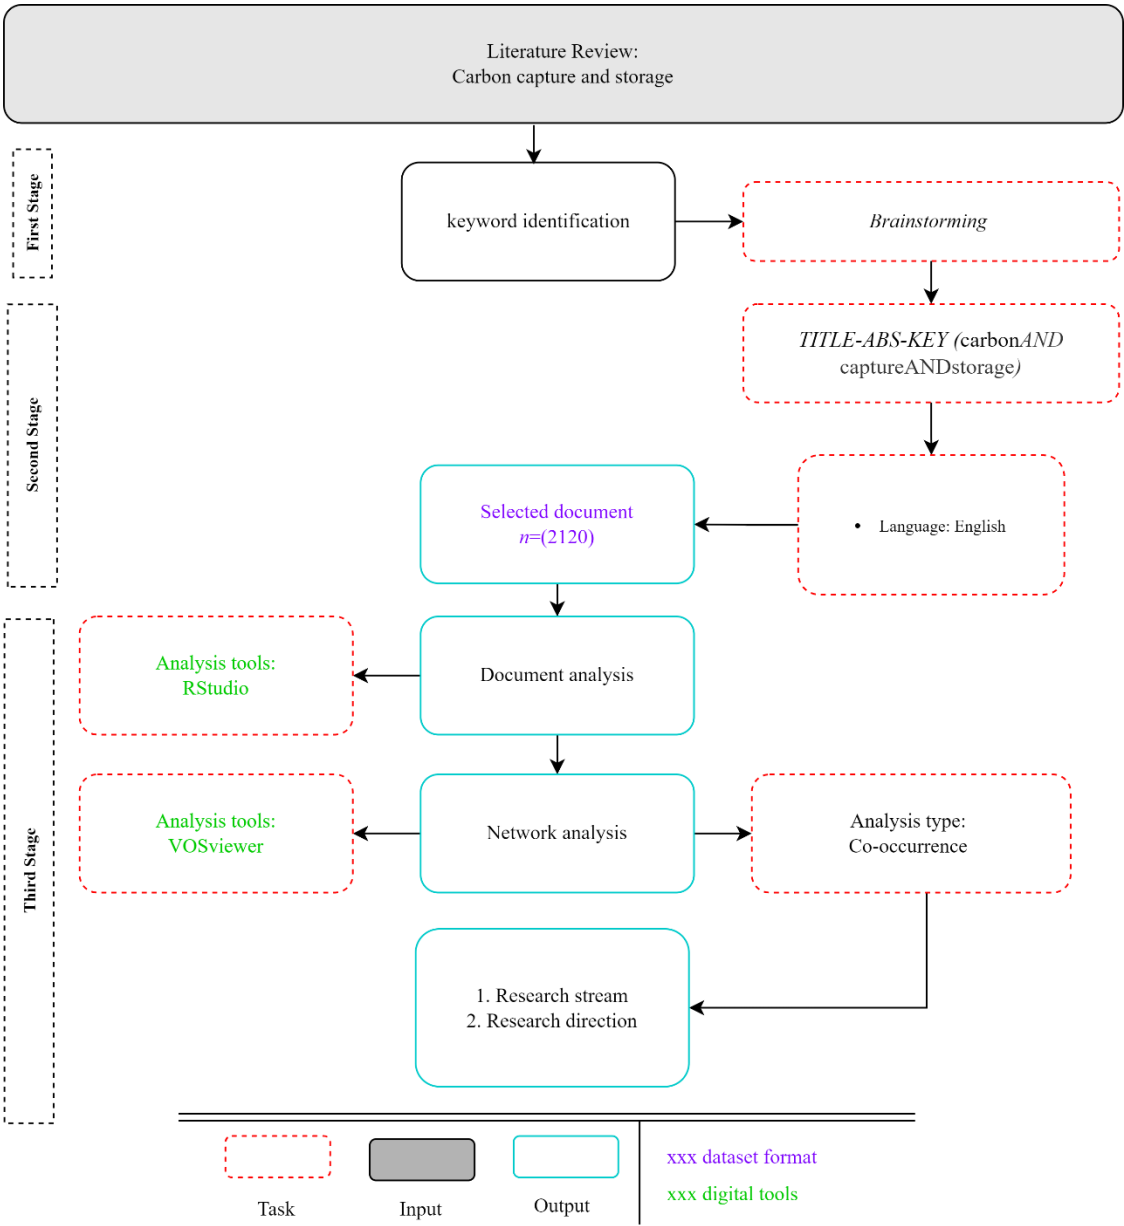 Literature Review:
Carbon capture and storage
First Stage
keyword identification
Brainstorming
Second Stage
TITLE-ABS-KEY (carbonAND
captureANDstorage)
Selected document
n=(2120)
• Language: English
Third Stage
Analysis tools:
RStudio
Document analysis
Analysis tools:
VOSviewer
Network analysis
Analysis type:
Co-occurrence
1. Research stream
2. Research direction
Task
Input
Output
xxx dataset format
xxx digital tools